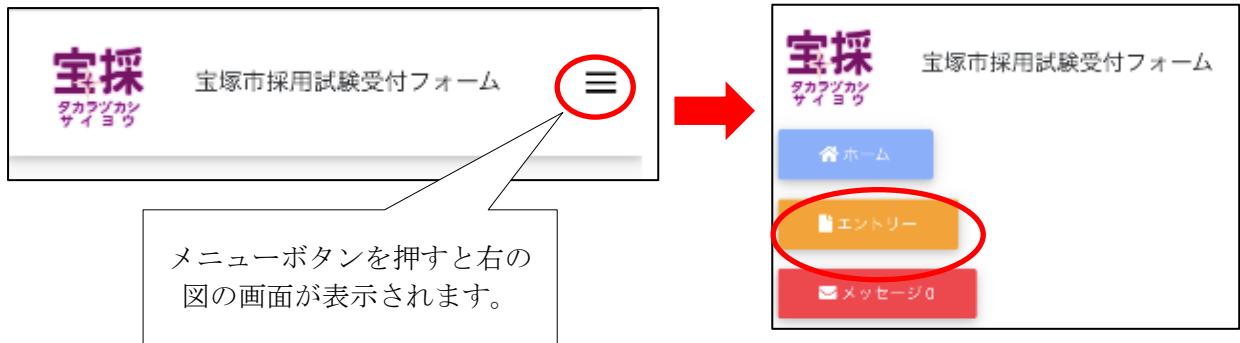 宝採
タカラヅカシ
サイヨウ
宝塚市採用試験受付フォーム
メニューボタンを押すと右の
図の画面が表示されます。
宝採
タカラヅカシ
サイヨウ
宝塚市採用試験受付フォーム
ホーム
エントリー
メッセージ0